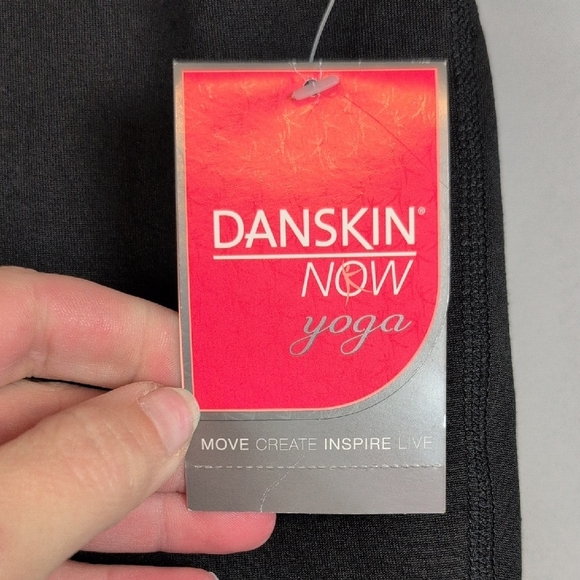 DANSKIN®
NOW
yoga
MOVE CREATE INSPIRE LIVE